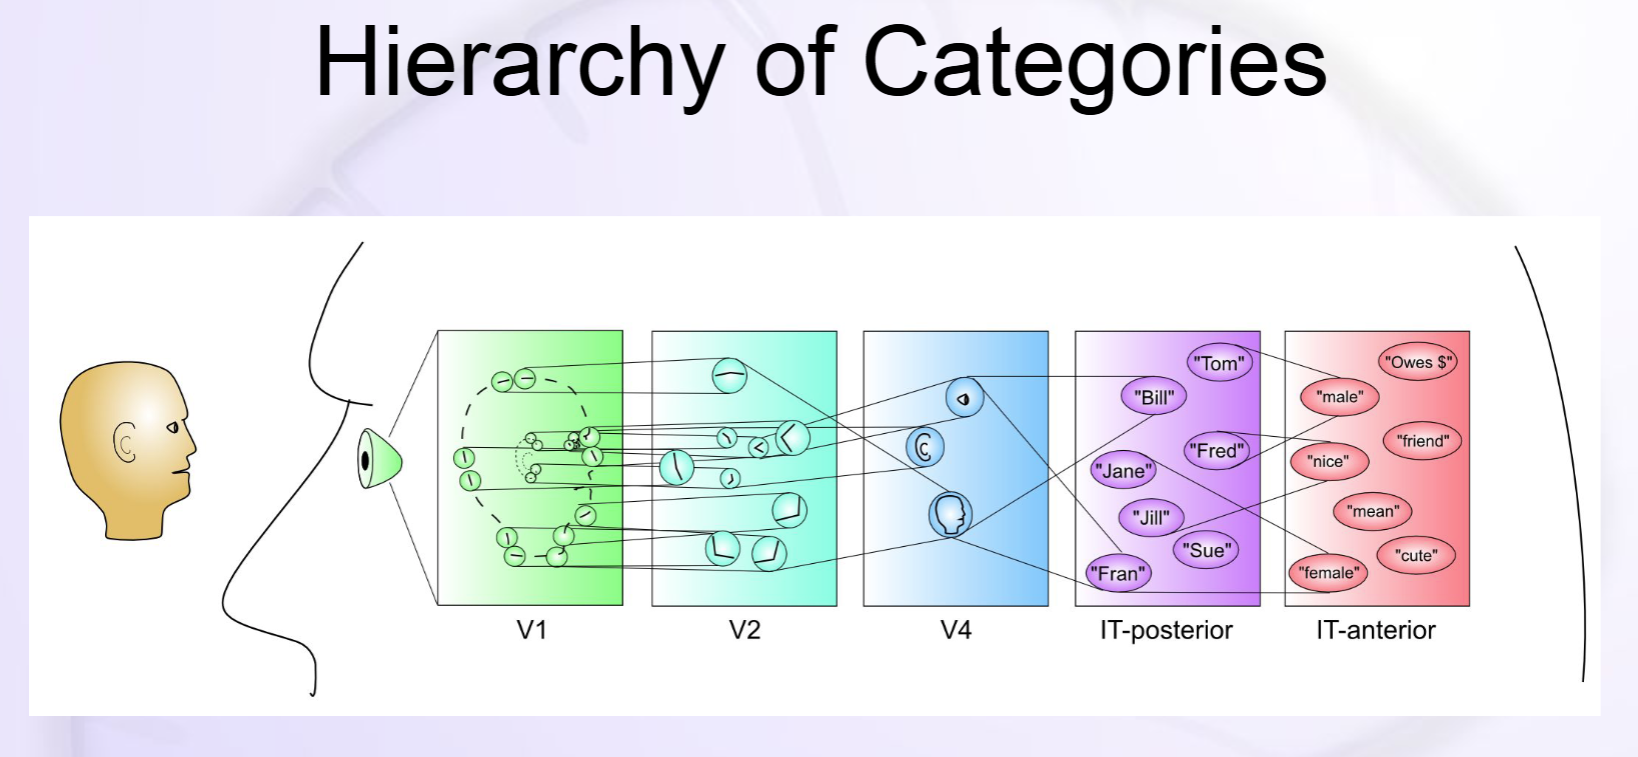 Hierarchy of Categories
"Tom"
"Bill"
"Fred"
"Jane"
"Jill"
"Sue"
"Fran"
"Owes $"
"male"
"friend"
"nice"
"mean"
"cute"
"female"
V1
V2
V4
IT-posterior
IT-anterior